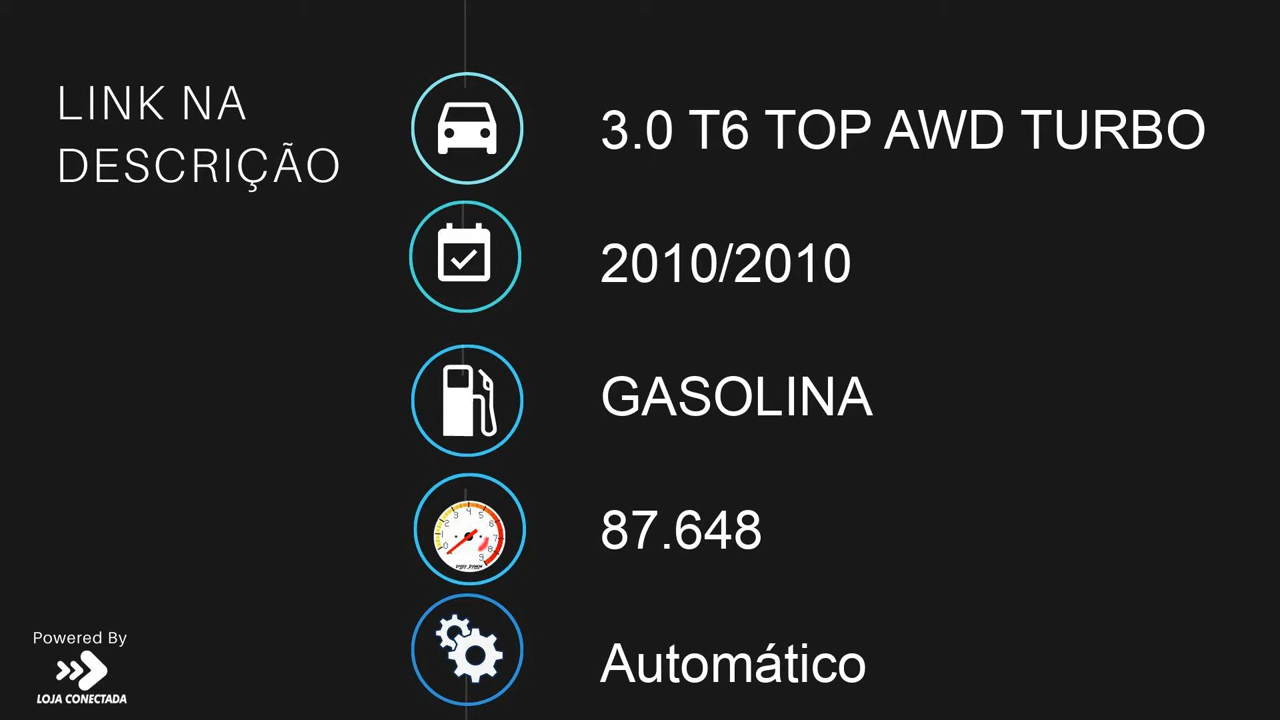 LINK NA
DESCRIÇÃO
3.0 T6 TOP AWD TURBO
2010/2010
GASOLINA
87.648
Automático
Powered By
LOJA CONECTADA